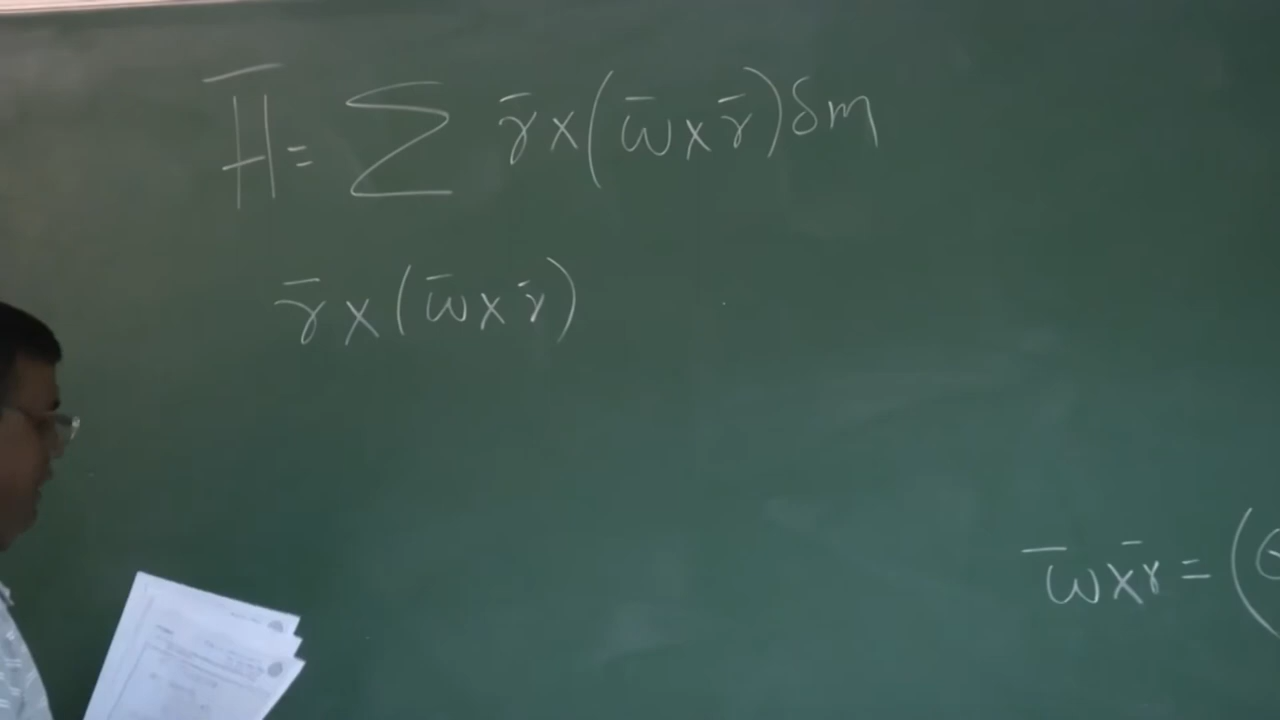 H̅ = Σ r̅ x (ω̅ x r̅) δm
r̅ x (ω̅ x r̅)
ω̅ x r̅ = (